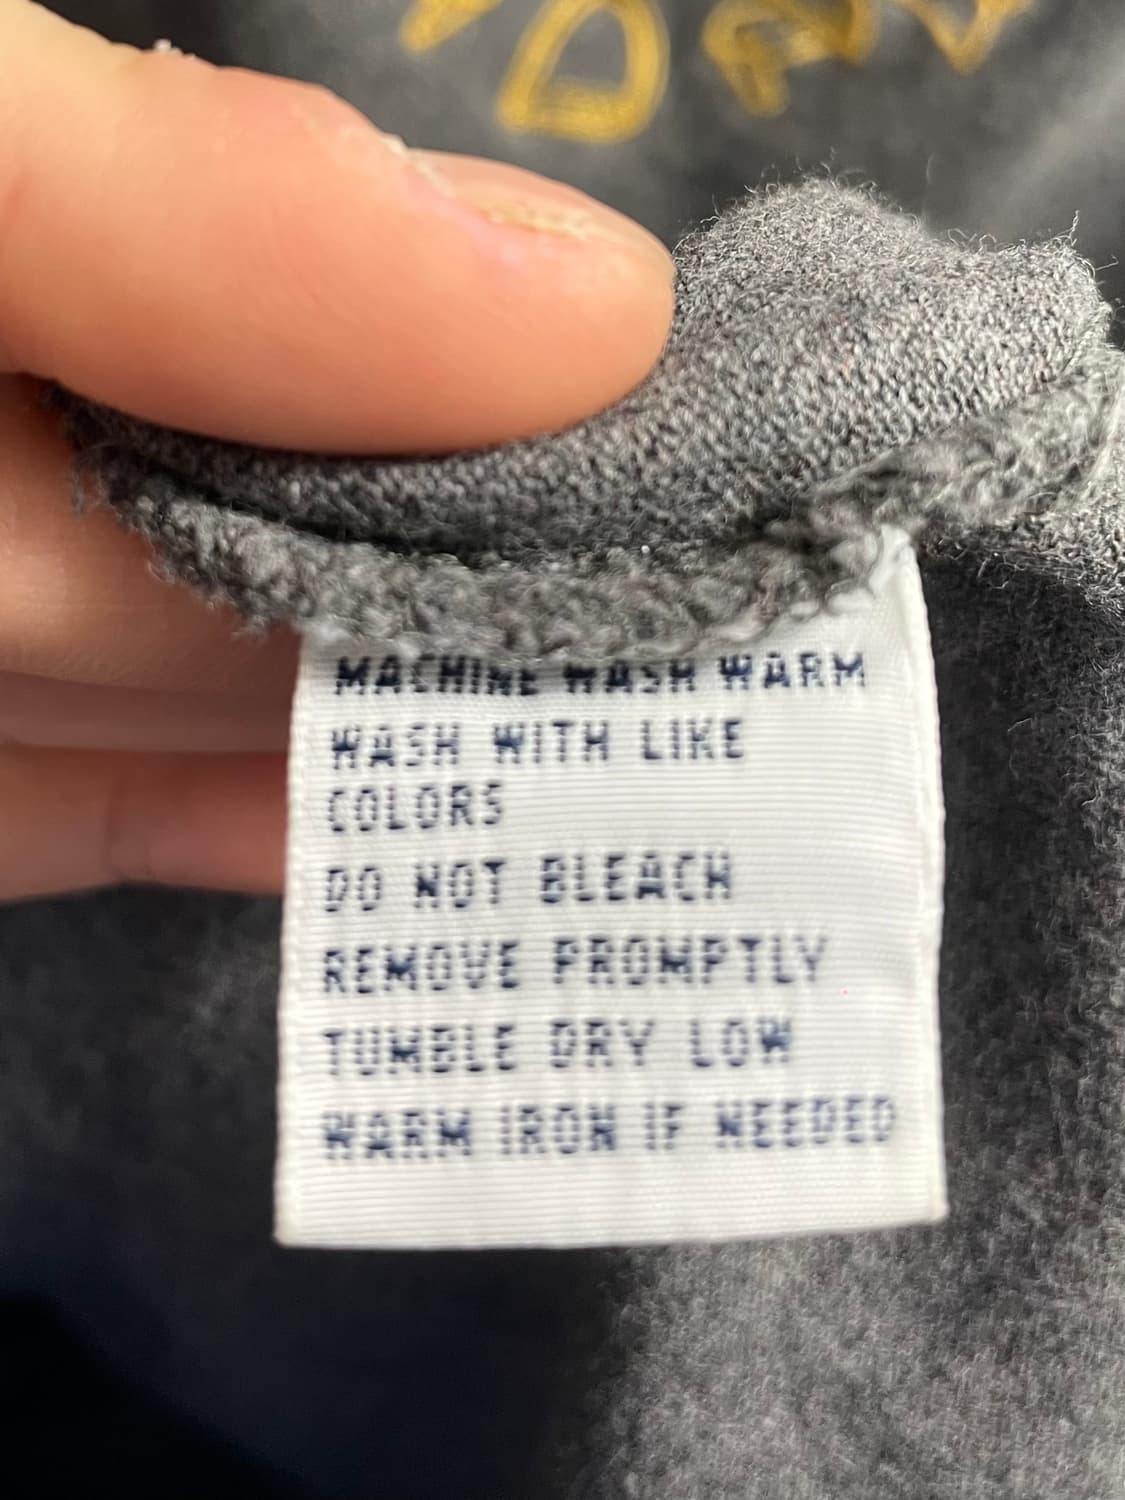 MACHINE WASH WARM
WASH WITH LIKE
COLORS
DO NOT BLEACH
REMOVE PROMPTLY
TUMBLE DRY LOW
WARM IRON IF NEEDED